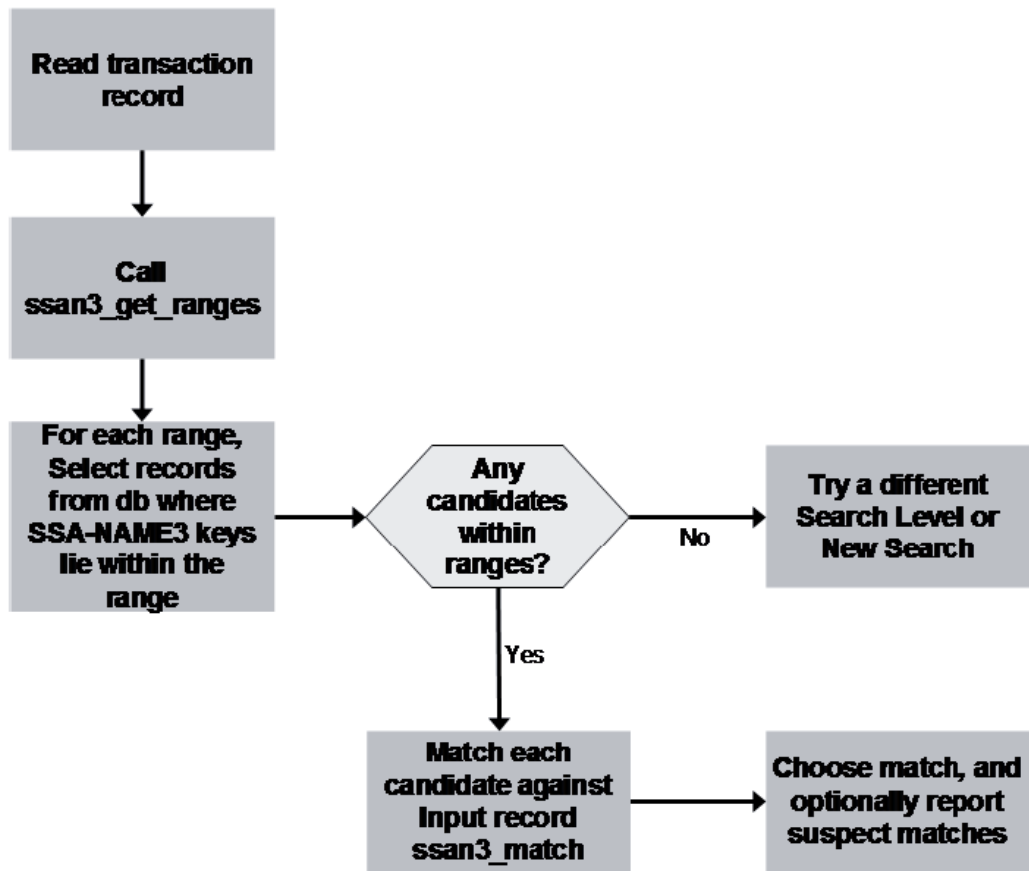 Read transaction
record
Call
ssan3_get_ranges
For each range,
Select records
from db where
SSA-NAME3 keys
lie within the
range
Any
candidates
within
ranges?
No
Try a different
Search Level or
New Search
Yes
Match each
candidate against
Input record
ssan3_match
Choose match, and
optionally report
suspect matches